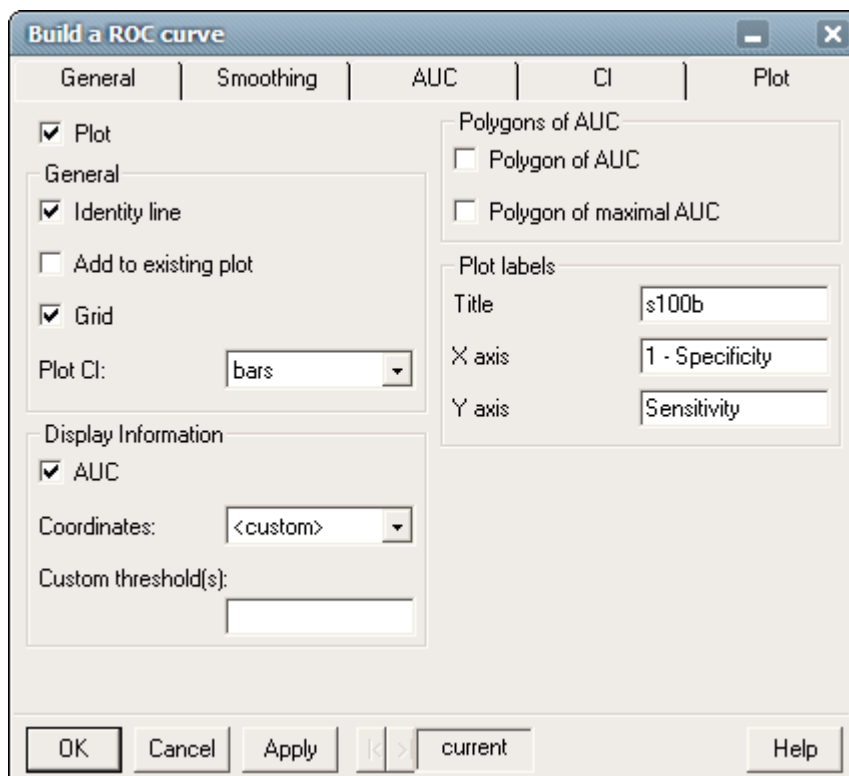 Build a ROC curve
General Smoothing AUC CI Plot
Plot
General
Identity line
Add to existing plot
Grid
Plot CI: bars
Display Information
AUC
Coordinates: <custom>
Custom threshold(s):
Polygons of AUC
Polygon of AUC
Polygon of maximal AUC
Plot labels
Title s100b
X axis 1 - Specificity
Y axis Sensitivity
OK Cancel Apply |< >| current Help